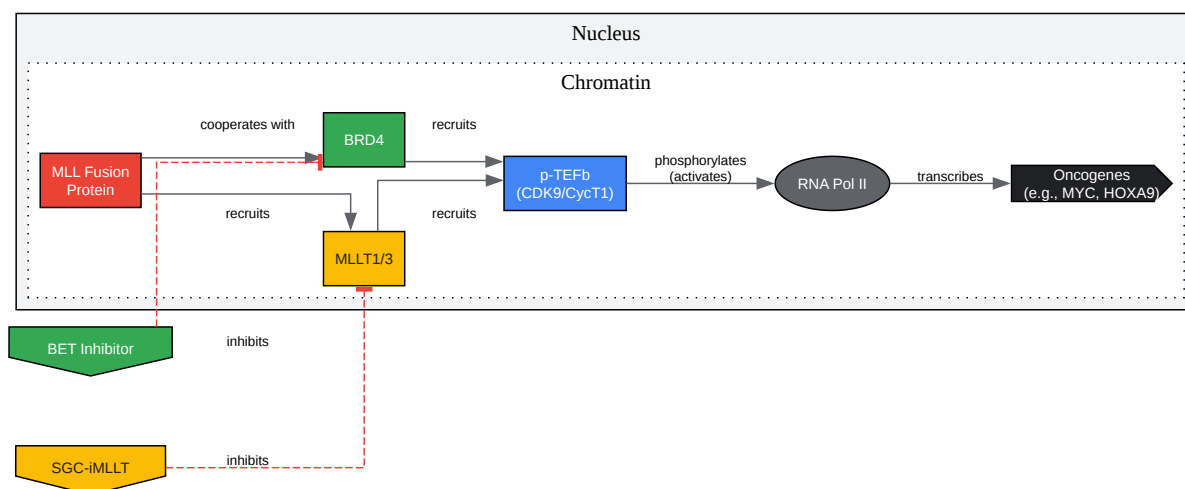 Nucleus
Chromatin
cooperates with
BRD4
recruits
MLL Fusion
Protein
p-TEFb
(CDK9/CycT1)
phosphorylates
(activates)
RNA Pol II
transcribes
Oncogenes
(e.g., MYC, HOXA9)
recruits
recruits
MLLT1/3
BET Inhibitor
inhibits
SGC-iMLLT
inhibits